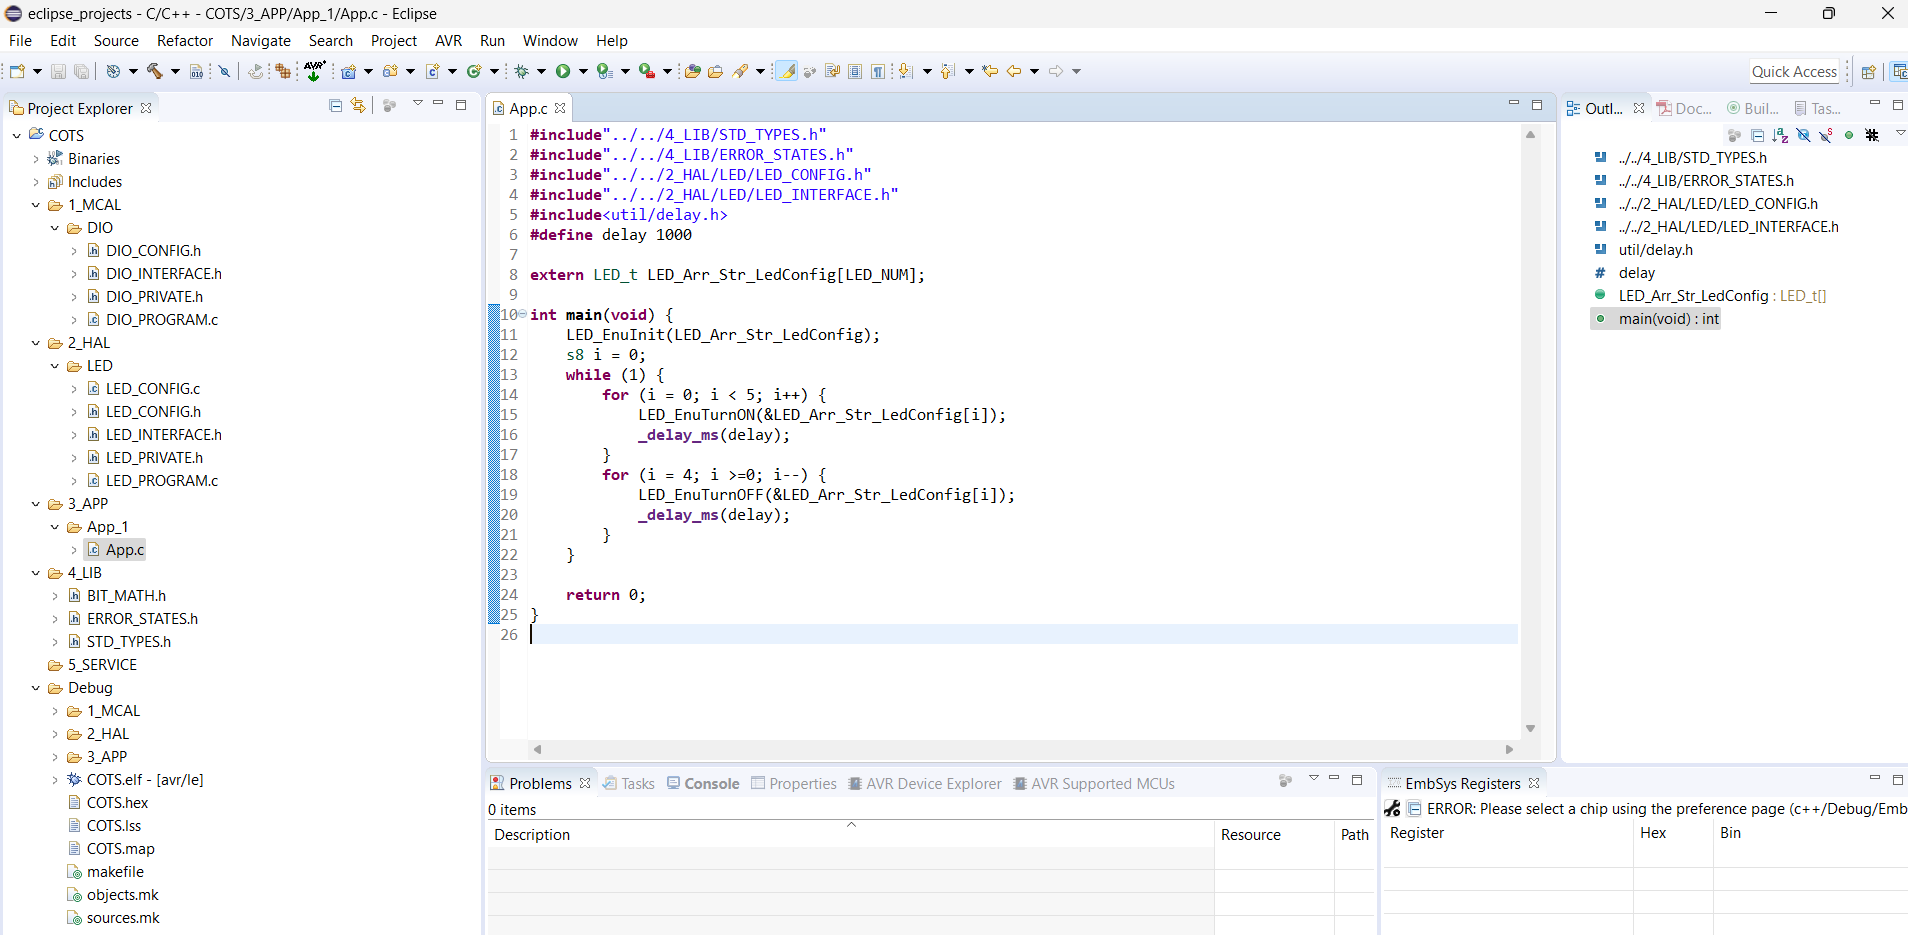 eclipse_projects - C/C++ - COTS/3_APP/App_1/App.c - Eclipse
File Edit Source Refactor Navigate Search Project AVR Run Window Help
Quick Access
Project Explorer
COTS
Binaries
Includes
1_MCAL
DIO
DIO_CONFIG.h
DIO_INTERFACE.h
DIO_PRIVATE.h
DIO_PROGRAM.c
2_HAL
LED
LED_CONFIG.c
LED_CONFIG.h
LED_INTERFACE.h
LED_PRIVATE.h
LED_PROGRAM.c
3_APP
App_1
App.c
4_LIB
BIT_MATH.h
ERROR_STATES.h
STD_TYPES.h
5_SERVICE
Debug
1_MCAL
2_HAL
3_APP
COTS.elf - [avr/le]
COTS.hex
COTS.lss
COTS.map
makefile
objects.mk
sources.mk
App.c
1 #include"../../4_LIB/STD_TYPES.h"
2 #include"../../4_LIB/ERROR_STATES.h"
3 #include"../../2_HAL/LED/LED_CONFIG.h"
4 #include"../../2_HAL/LED/LED_INTERFACE.h"
5 #include<util/delay.h>
6 #define delay 1000
7
8 extern LED_t LED_Arr_Str_LedConfig[LED_NUM];
9
10 int main(void) {
11 LED_EnuInit(LED_Arr_Str_LedConfig);
12 s8 i = 0;
13 while (1) {
14 for (i = 0; i < 5; i++) {
15 LED_EnuTurnON(&LED_Arr_Str_LedConfig[i]);
16 _delay_ms(delay);
17 }
18 for (i = 4; i >=0; i--) {
19 LED_EnuTurnOFF(&LED_Arr_Str_LedConfig[i]);
20 _delay_ms(delay);
21 }
22 }
23
24 return 0;
25 }
26
Outl... Doc... Buil... Tas...
../../4_LIB/STD_TYPES.h
../../4_LIB/ERROR_STATES.h
../../2_HAL/LED/LED_CONFIG.h
../../2_HAL/LED/LED_INTERFACE.h
util/delay.h
# delay
LED_Arr_Str_LedConfig : LED_t[]
main(void) : int
Problems Tasks Console Properties AVR Device Explorer AVR Supported MCUs
0 items
Description Resource Path
EmbSys Registers
ERROR: Please select a chip using the preference page (c++/Debug/Emb
Register Hex Bin